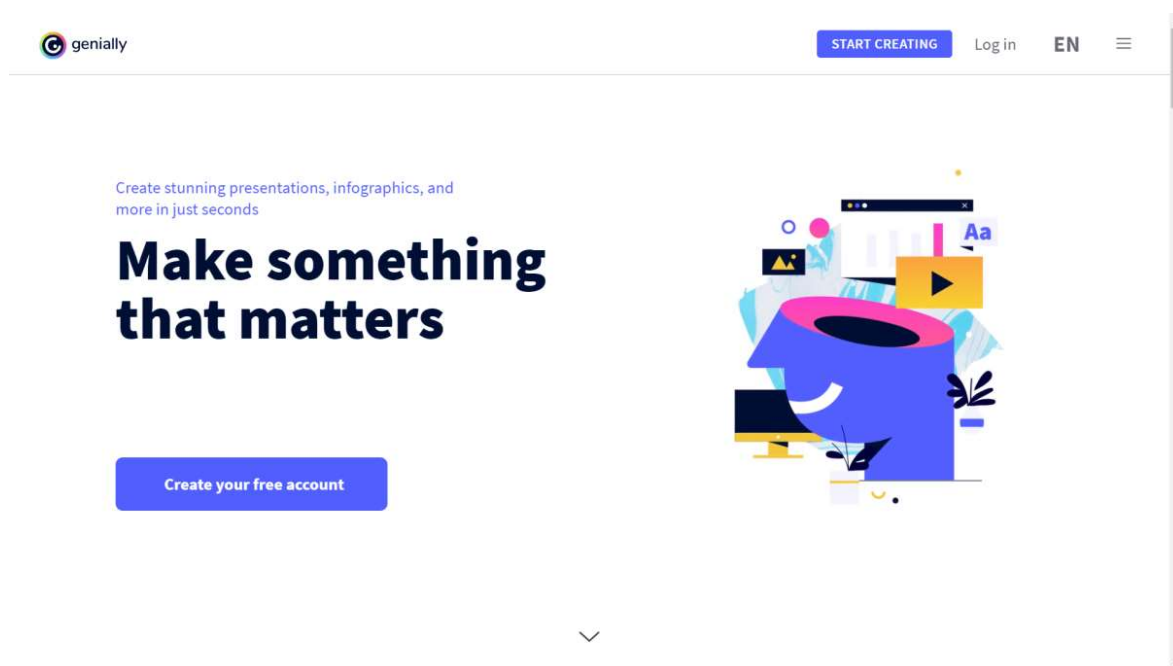 genially
START CREATING
Log in
EN
Create stunning presentations, infographics, and
more in just seconds
Make something
that matters
Aa
Create your free account